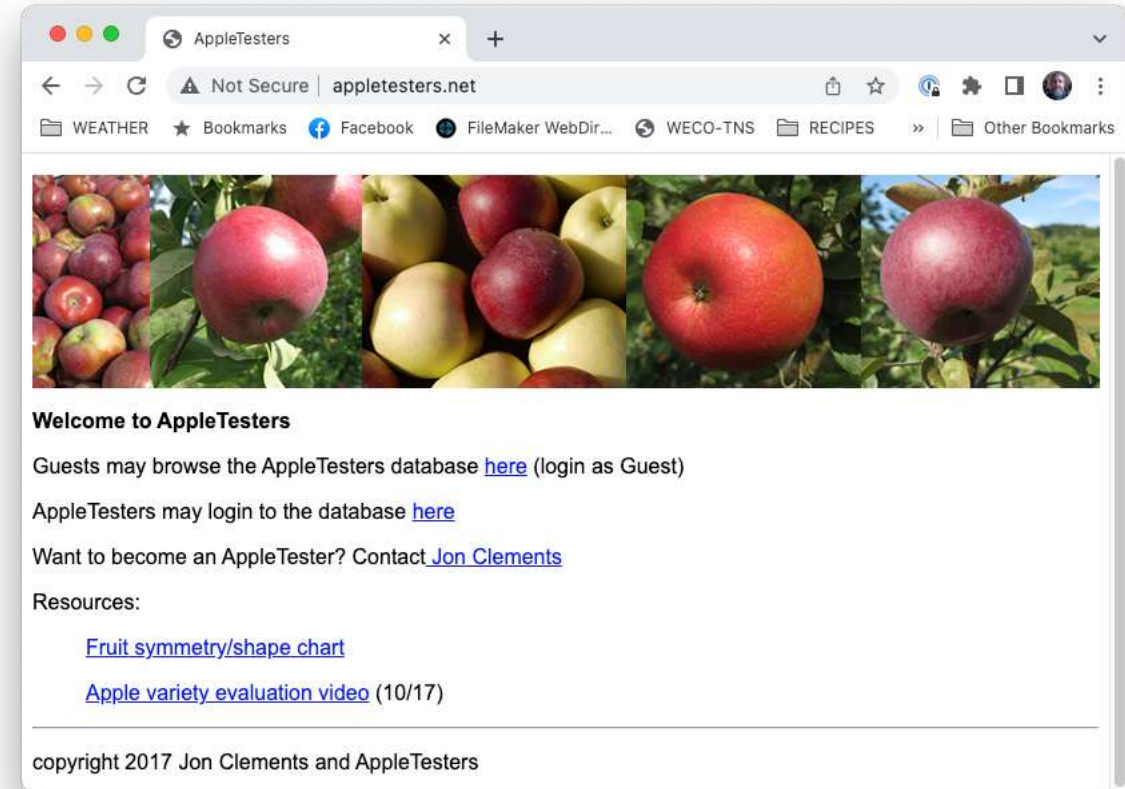 AppleTesters
Not Secure | appletesters.net
WEATHER Bookmarks Facebook FileMaker WebDir... WECO-TNS RECIPES » Other Bookmarks
Welcome to AppleTesters
Guests may browse the AppleTesters database here (login as Guest)
AppleTesters may login to the database here
Want to become an AppleTester? Contact Jon Clements
Resources:
Fruit symmetry/shape chart
Apple variety evaluation video (10/17)
copyright 2017 Jon Clements and AppleTesters